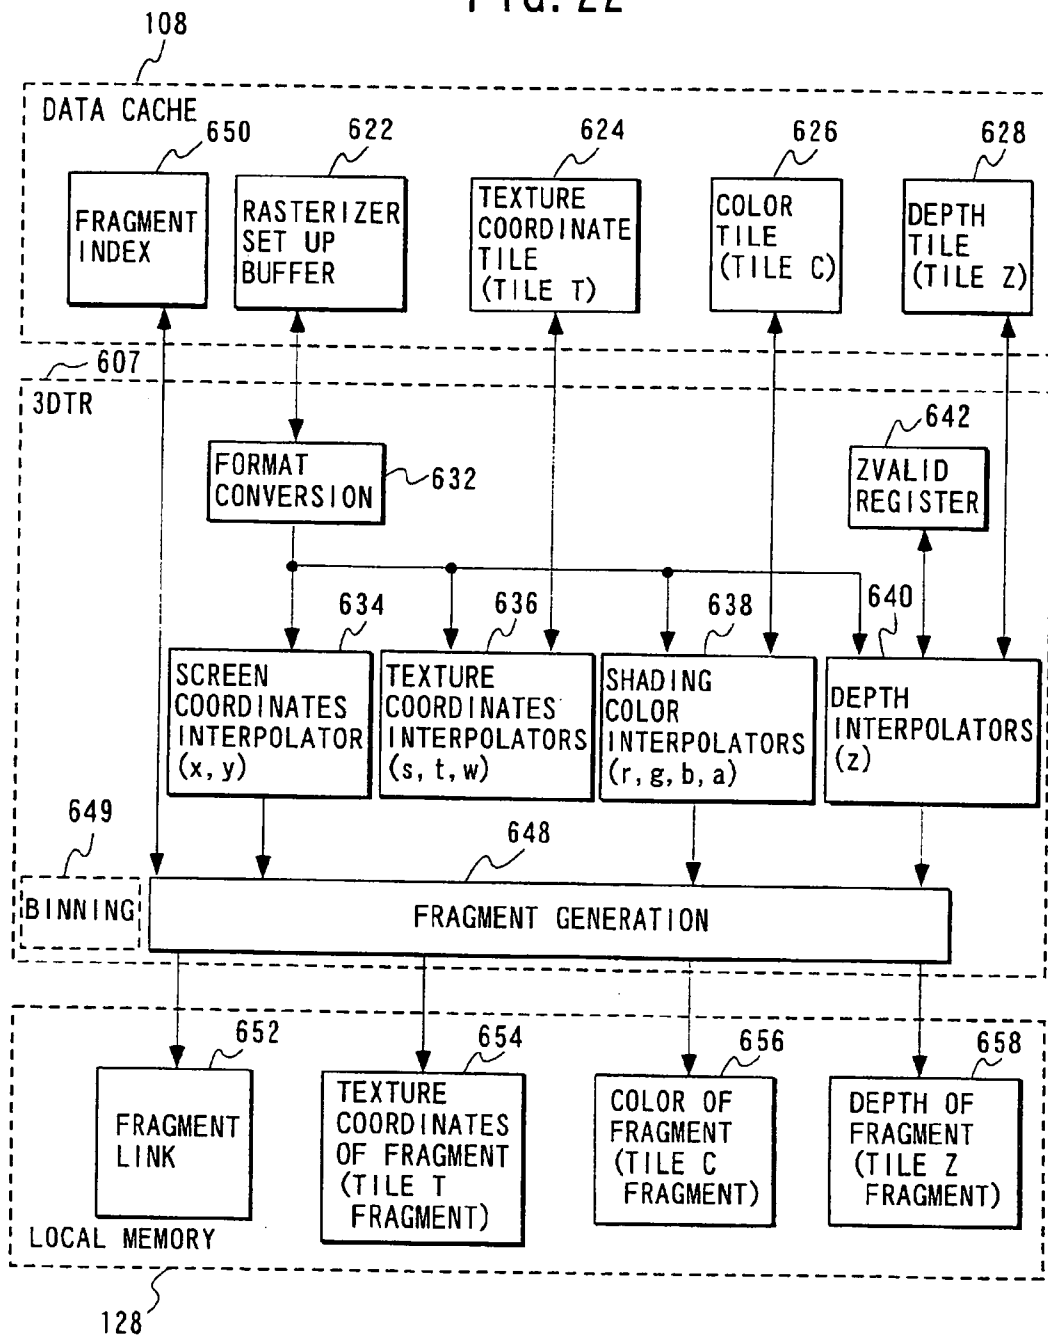 FIG. 22
108
DATA CACHE
650
622
624
626
628
FRAGMENT
INDEX
RASTERIZER
SET UP
BUFFER
TEXTURE
COORDINATE
TILE
(TILE T)
COLOR
TILE
(TILE C)
DEPTH
TILE
(TILE Z)
607
3DTR
FORMAT
CONVERSION
632
642
ZVALID
REGISTER
634
636
638
640
SCREEN
COORDINATES
INTERPOLATOR
(x, y)
TEXTURE
COORDINATES
INTERPOLATORS
(s, t, w)
SHADING
COLOR
INTERPOLATORS
(r, g, b, a)
DEPTH
INTERPOLATORS
(z)
649
648
BINNING
FRAGMENT GENERATION
652
654
656
658
FRAGMENT
LINK
TEXTURE
COORDINATES
OF FRAGMENT
(TILE T
FRAGMENT)
COLOR OF
FRAGMENT
(TILE C
FRAGMENT)
DEPTH OF
FRAGMENT
(TILE Z
FRAGMENT)
LOCAL MEMORY
128